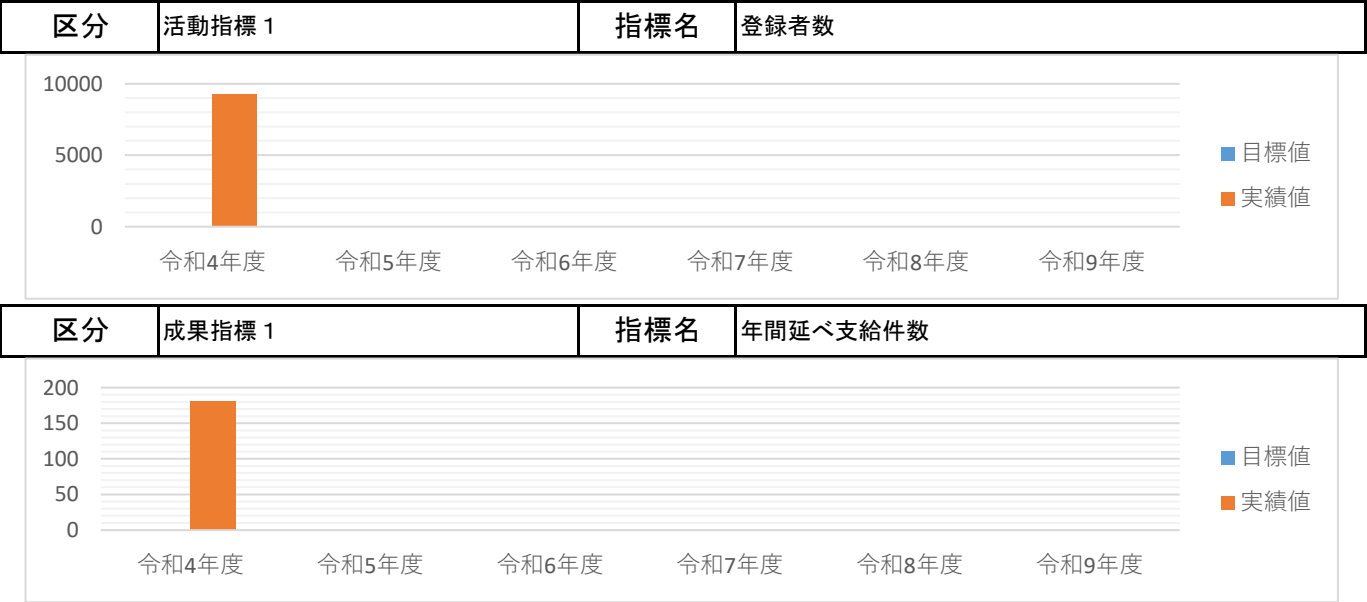 区分 活動指標１ 指標名 登録者数
10000
5000
0
令和4年度 令和5年度 令和6年度 令和7年度 令和8年度 令和9年度
目標値
実績値
区分 成果指標１ 指標名 年間延べ支給件数
200
150
100
50
0
令和4年度 令和5年度 令和6年度 令和7年度 令和8年度 令和9年度
目標値
実績値